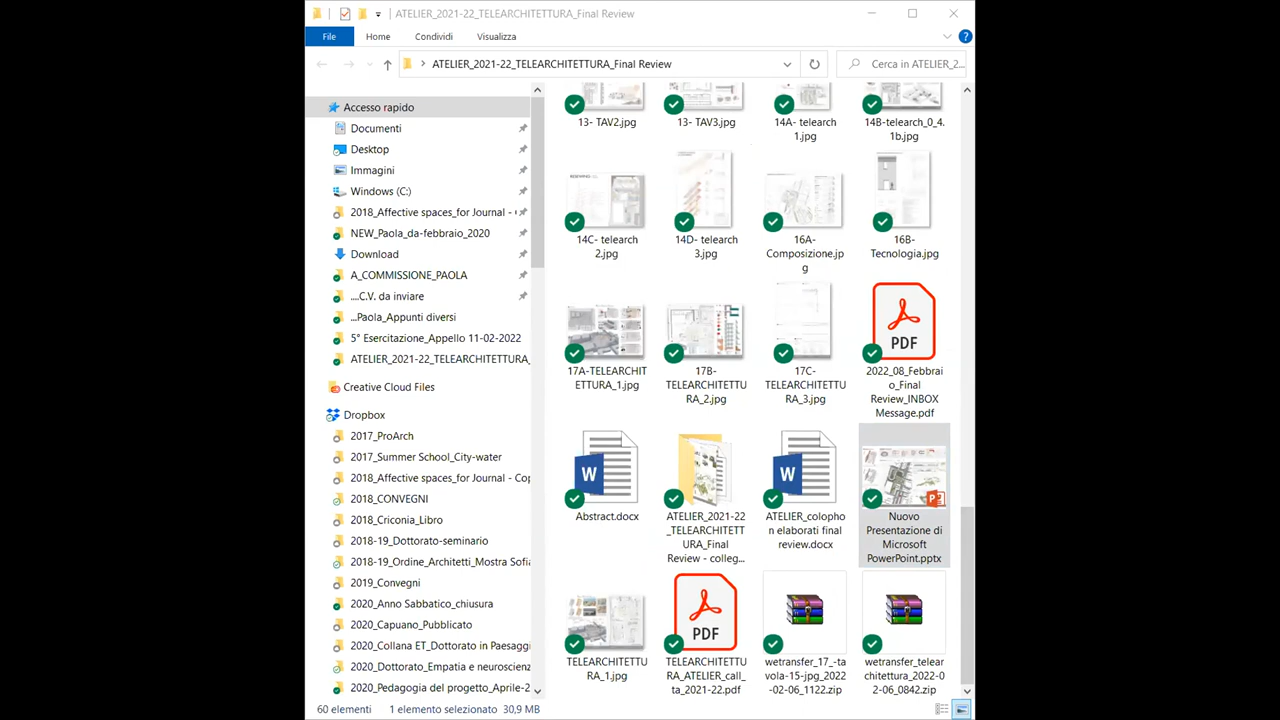 ATELIER_2021-22_TELEARCHITETTURA_Final Review
File
Home
Condividi
Visualizza
ATELIER_2021-22_TELEARCHITETTURA_Final Review
Cerca in ATELIER_2...
Accesso rapido
Documenti
Desktop
Immagini
Windows (C:)
2018_Affective spaces_for Journal -
NEW_Paola_da-febbraio_2020
Download
A_COMMISSIONE_PAOLA
....C.V. da inviare
...Paola_Appunti diversi
5° Esercitazione_Appello 11-02-2022
ATELIER_2021-22_TELEARCHITETTURA_
Creative Cloud Files
Dropbox
2017_ProArch
2017_Summer School_City-water
2018_Affective spaces_for Journal - Cop
2018_CONVEGNI
2018_Criconia_Libro
2018-19_Dottorato-seminario
2018-19_Ordine_Architetti_Mostra Sofia
2019_Convegni
2020_Anno Sabbatico_chiusura
2020_Capuano_Pubblicato
2020_Collana ET_Dottorato in Paesaggi
2020_Dottorato_Empatia e neuroscienz
2020_Pedagogia del progetto_Aprile-2
13- TAV2.jpg
13- TAV3.jpg
14A- telearch
1.jpg
14B-telearch_0_4.
1b.jpg
14C- telearch
2.jpg
14D- telearch
3.jpg
16A-
Composizione.jp
g
16B-
Tecnologia.jpg
17A-TELEARCHIT
ETTURA_1.jpg
17B-
TELEARCHITETTU
RA_2.jpg
17C-
TELEARCHITETTU
RA_3.jpg
PDF
2022_08_Febbrai
o_Final
Review_INBOX
Message.pdf
W
Abstract.docx
ATELIER_2021-22
_TELEARCHITETT
URA_Final
Review - colleg...
W
ATELIER_colopho
n elaborati final
review.docx
Nuovo
Presentazione di
Microsoft
PowerPoint.pptx
TELEARCHITETTU
RA_1.jpg
PDF
TELEARCHITETTU
RA_ATELIER_call_
ta_2021-22.pdf
wetransfer_17_-ta
vola-15-jpg_2022
-02-06_1122.zip
wetransfer_telear
chitettura_2022-0
2-06_0842.zip
60 elementi
1 elemento selezionato
30,9 MB